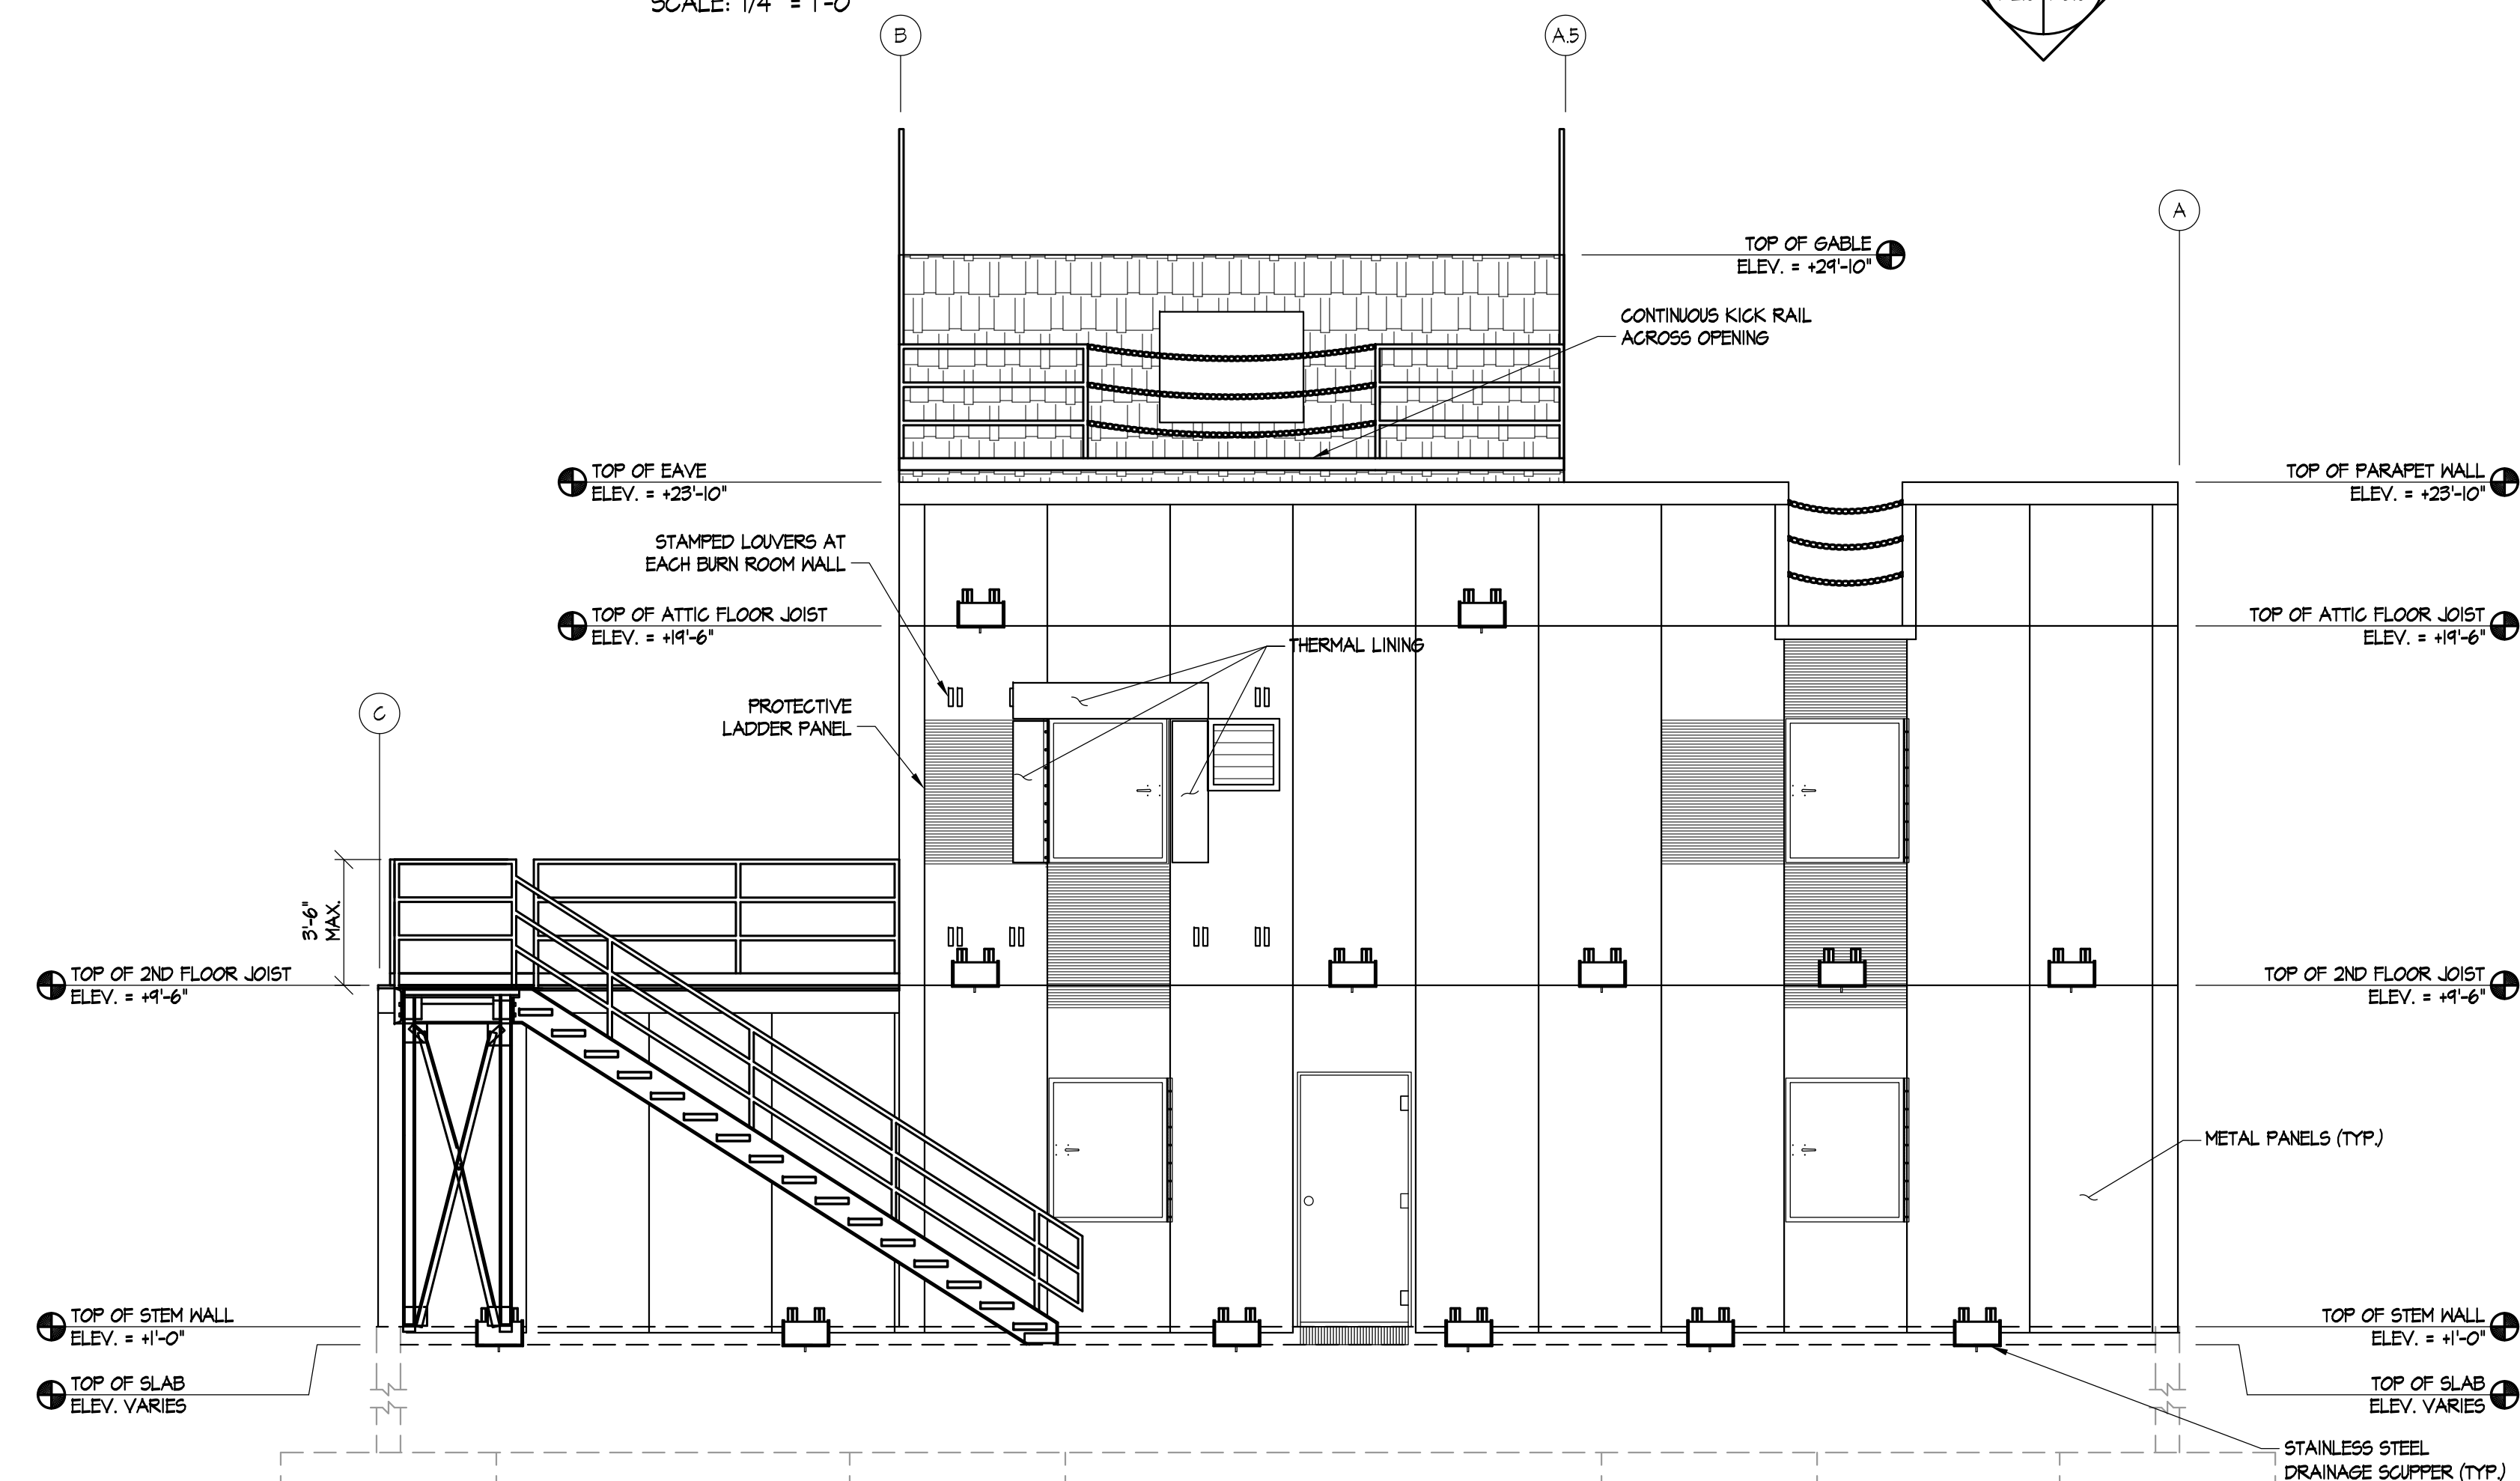 SCALE: 1/4" = 1'-0"
B
A.5
A
TOP OF GABLE
ELEV. = +29'-10"
CONTINUOUS KICK RAIL
ACROSS OPENING
TOP OF EAVE
ELEV. = +23'-10"
TOP OF PARAPET WALL
ELEV. = +23'-10"
STAMPED LOUVERS AT
EACH BURN ROOM WALL
TOP OF ATTIC FLOOR JOIST
ELEV. = +19'-6"
TOP OF ATTIC FLOOR JOIST
ELEV. = +19'-6"
THERMAL LINING
C
PROTECTIVE
LADDER PANEL
3'-6"
MAX.
TOP OF 2ND FLOOR JOIST
ELEV. = +9'-6"
TOP OF 2ND FLOOR JOIST
ELEV. = +9'-6"
METAL PANELS (TYP.)
TOP OF STEM WALL
ELEV. = +1'-0"
TOP OF STEM WALL
ELEV. = +1'-0"
TOP OF SLAB
ELEV. VARIES
TOP OF SLAB
ELEV. VARIES
STAINLESS STEEL
DRAINAGE SCUPPER (TYP.)